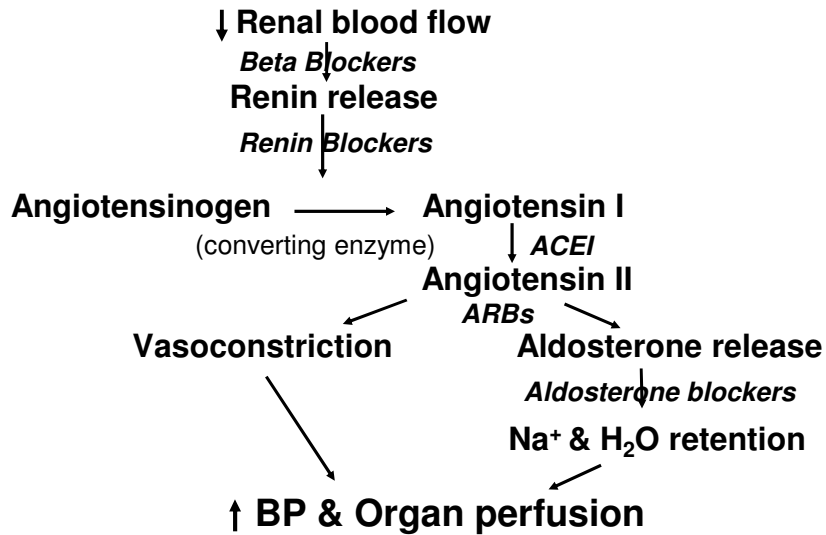 ↓ Renal blood flow
Beta Blockers
Renin release
Renin Blockers
Angiotensinogen Angiotensin I
(converting enzyme) ACEI
Angiotensin II
ARBs
Vasoconstriction Aldosterone release
Aldosterone blockers
Na⁺ & H₂O retention
↑ BP & Organ perfusion